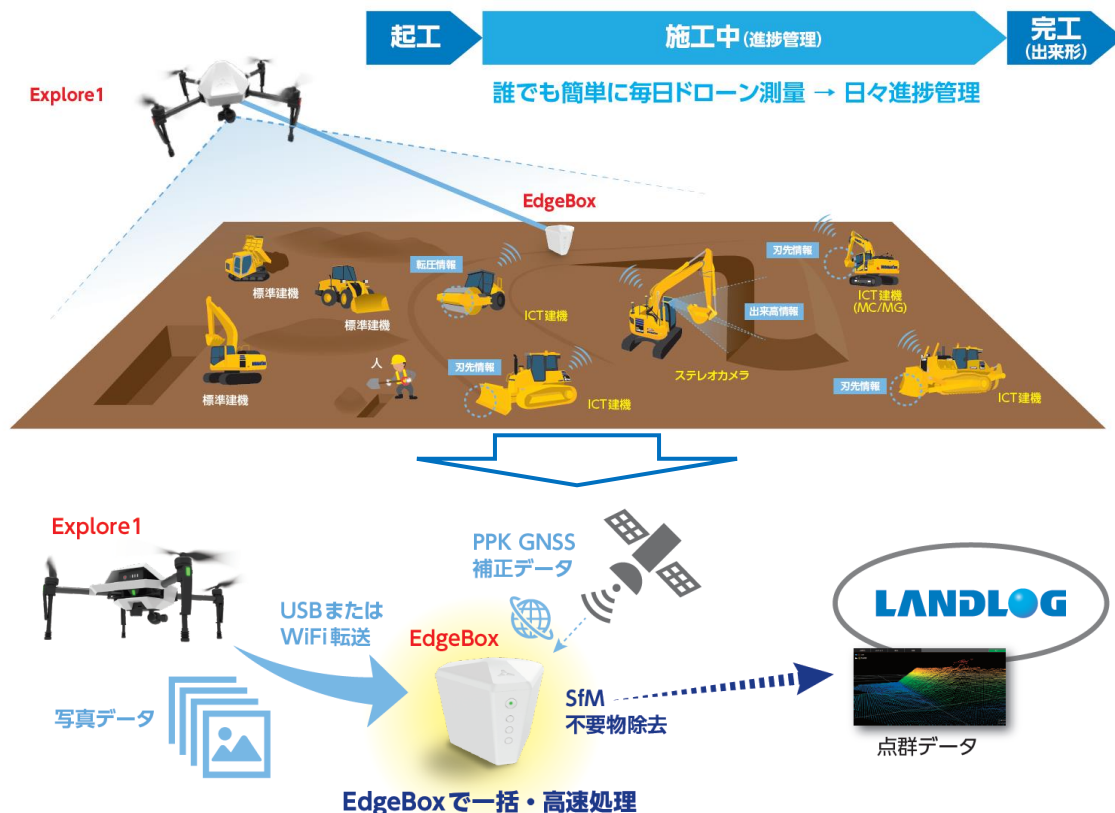 起工
施工中(進捗管理)
完工
(出来形)
Explore1
誰でも簡単に毎日ドローン測量 → 日々進捗管理
EdgeBox
標準建機
標準建機
転圧情報
ICT建機
刃先情報
ICT建機
(MC/MG)
出来高情報
ステレオカメラ
標準建機
人
刃先情報
ICT建機
刃先情報
ICT建機
Explore1
PPK GNSS
補正データ
USBまたは
WiFi転送
EdgeBox
LANDLOG
写真データ
SfM
不要物除去
点群データ
EdgeBoxで一括・高速処理